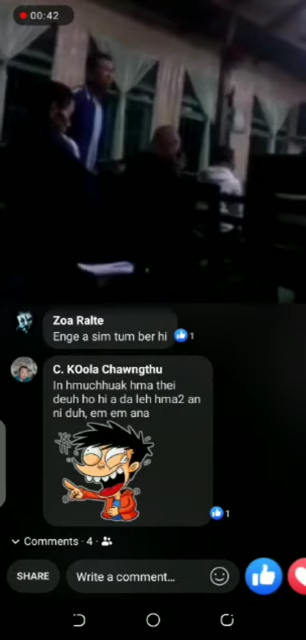 00:42
Zoa Ralte
Enge a sim tum ber hi
1
C. KOola Chawngthu
In hmuchhuak hma thei
deuh ho hi a da leh hma2 an
ni duh, em em ana
1
Comments · 4 ·
SHARE
Write a comment...